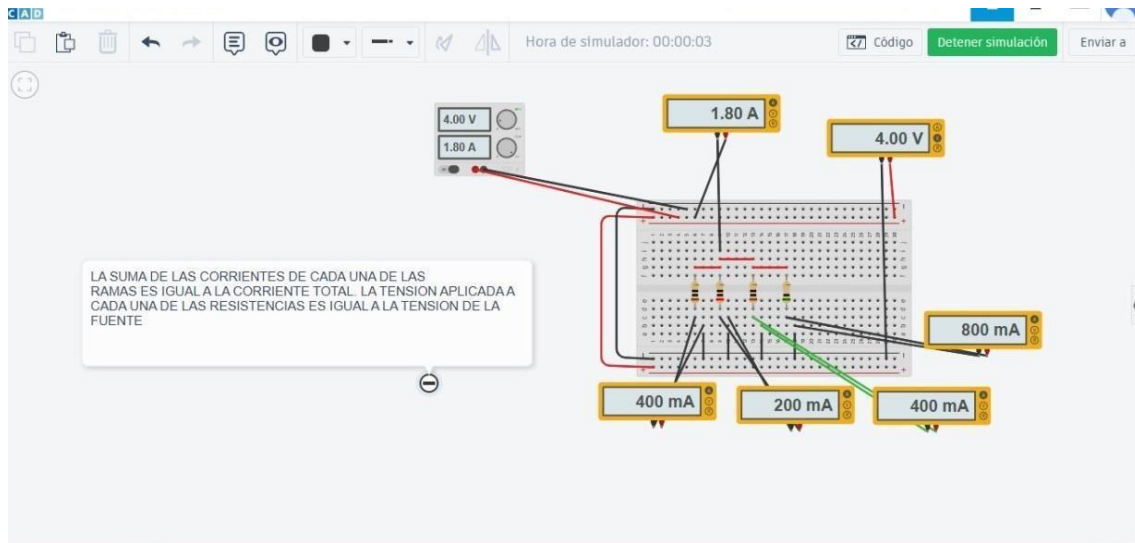 CAD
Hora de simulador: 00:00:03
Código
Detener simulación
Enviar a
4.00 V
1.80 A
1.80 A
4.00 V
LA SUMA DE LAS CORRIENTES DE CADA UNA DE LAS
RAMAS ES IGUAL A LA CORRIENTE TOTAL. LA TENSION APLICADA A
CADA UNA DE LAS RESISTENCIAS ES IGUAL A LA TENSION DE LA
FUENTE
800 mA
400 mA
200 mA
400 mA